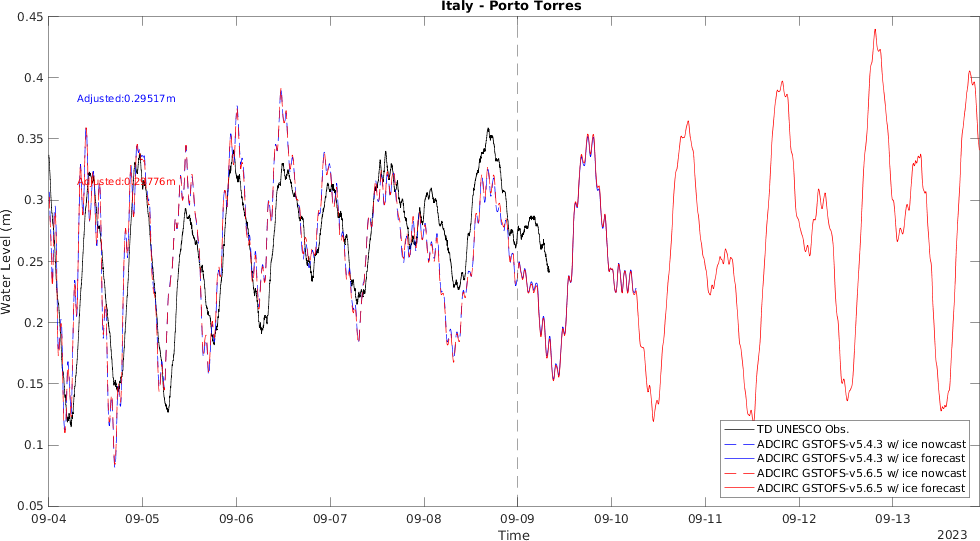 Italy - Porto Torres
0.45
0.4
0.35
0.3
0.25
0.2
0.15
0.1
0.05
Water Level (m)
Adjusted:0.29517m
TD UNESCO Obs.
ADCIRC GSTOFS-v5.4.3 w/ ice nowcast
ADCIRC GSTOFS-v5.4.3 w/ ice forecast
ADCIRC GSTOFS-v5.6.5 w/ ice nowcast
ADCIRC GSTOFS-v5.6.5 w/ ice forecast
09-04 09-05 09-06 09-07 09-08 09-09 09-10 09-11 09-12 09-13
Time
2023